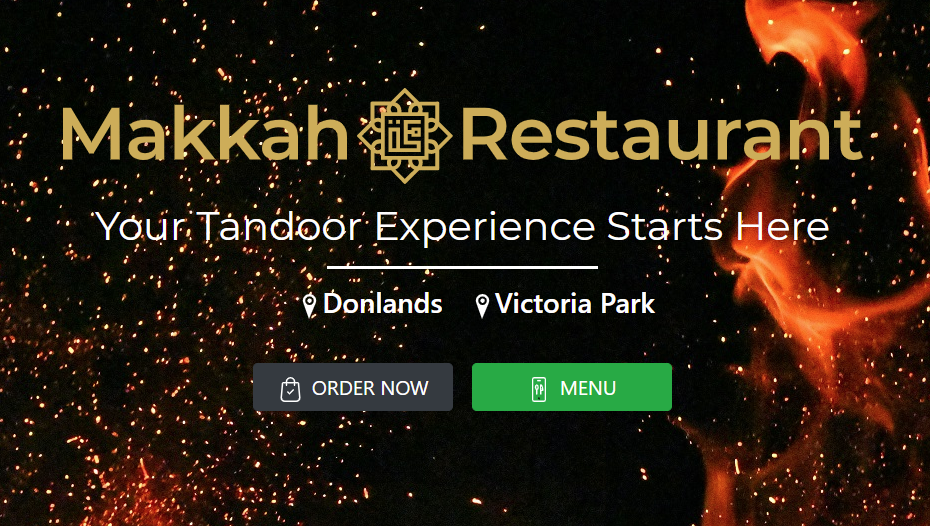 Makkah Restaurant
Your Tandoor Experience Starts Here
Donlands Victoria Park
ORDER NOW MENU